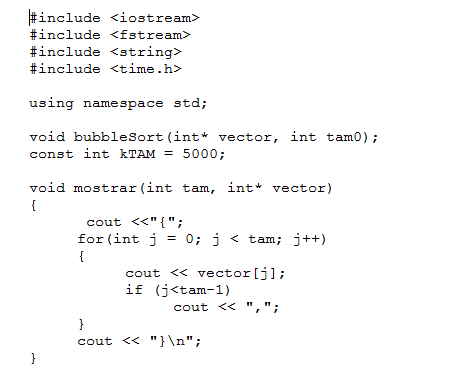 #include <iostream>
#include <fstream>
#include <string>
#include <time.h>
using namespace std;
void bubbleSort(int* vector, int tam0);
const int kTAM = 5000;
void mostrar(int tam, int* vector)
{
cout <<"{";
for(int j = 0; j < tam; j++)
{
cout << vector[j];
if (j<tam-1)
cout << ",";
}
cout << "}\n";
}